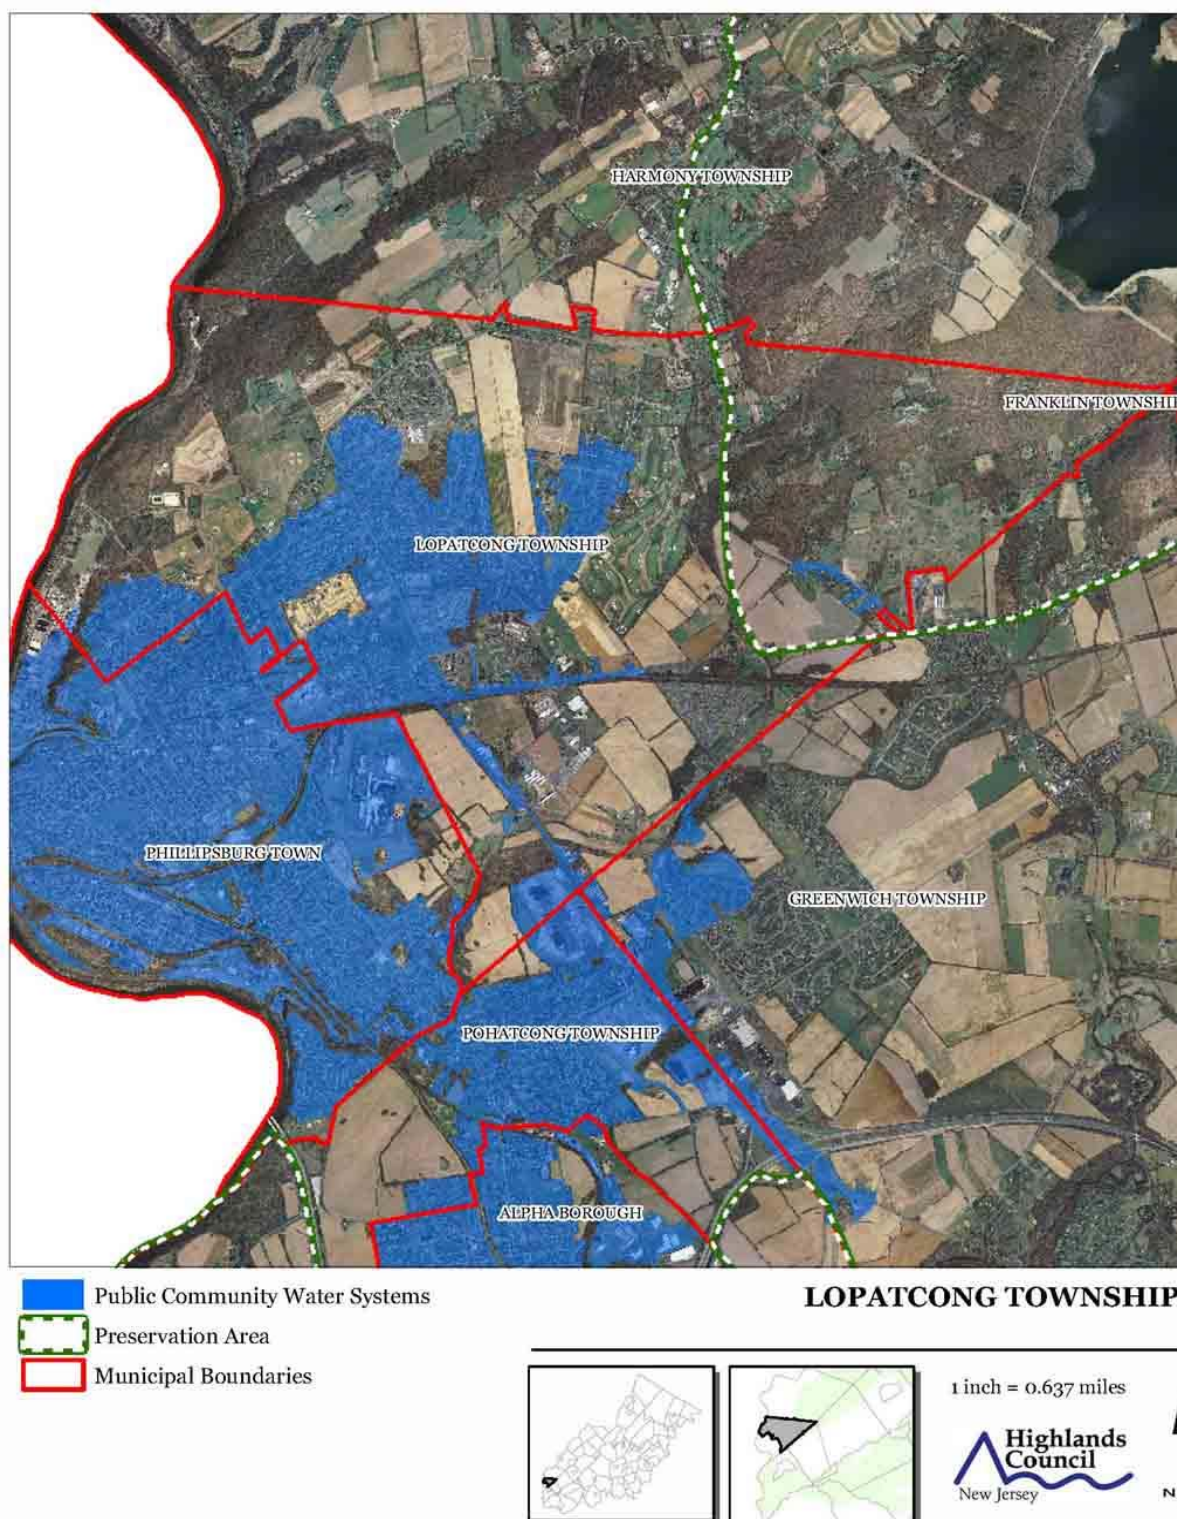 HARMONY TOWNSHIP
FRANKLIN TOWNSHIP
LOPATCONG TOWNSHIP
PHILLIPSBURG TOWN
GREENWICH TOWNSHIP
POHATCONG TOWNSHIP
ALPHA BOROUGH
Public Community Water Systems
Preservation Area
Municipal Boundaries
LOPATCONG TOWNSHIP
1 inch = 0.637 miles
Highlands
Council
New Jersey
N